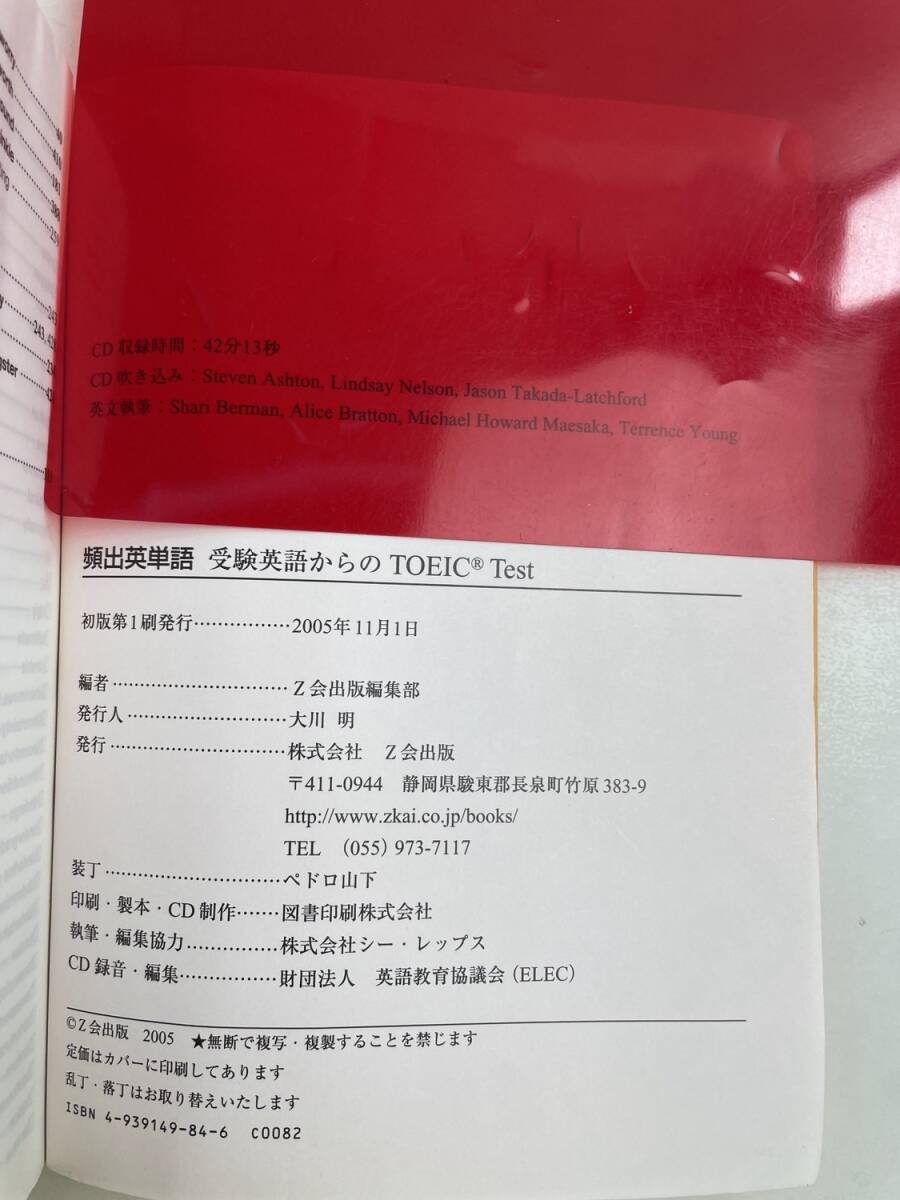 CD 収録時間：42分13秒
CD 吹き込み：Steven Ashton, Lindsay Nelson, Jason Takada-Latchford
英文執筆：Shari Berman, Alice Bratton, Michael Howard Maesaka, Terrence Young
頻出英単語 受験英語からの TOEIC® Test
初版第1刷発行………………2005年11月1日
編者……………………………Ｚ会出版編集部
発行人…………………………大川 明
発行……………………………株式会社　Ｚ会出版
〒411-0944　静岡県駿東郡長泉町竹原383-9
http://www.zkai.co.jp/books/
TEL　(055) 973-7117
装丁……………………………ペドロ山下
印刷・製本・CD 制作………図書印刷株式会社
執筆・編集協力………………株式会社シー・レップス
CD 録音・編集………………財団法人　英語教育協議会（ELEC）
©Ｚ会出版　2005　★無断で複写・複製することを禁じます
定価はカバーに印刷してあります
乱丁・落丁はお取り替えいたします
ISBN 4-939149-84-6　C0082